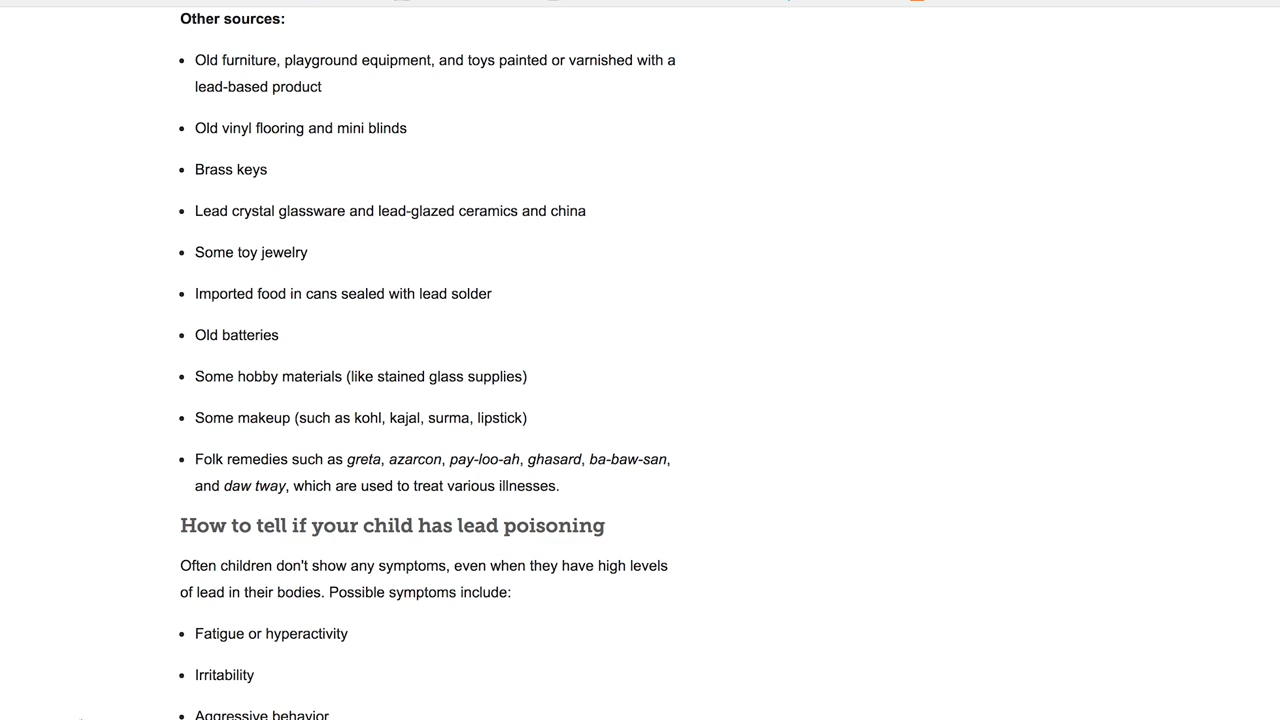 Other sources:
• Old furniture, playground equipment, and toys painted or varnished with a
lead-based product
• Old vinyl flooring and mini blinds
• Brass keys
• Lead crystal glassware and lead-glazed ceramics and china
• Some toy jewelry
• Imported food in cans sealed with lead solder
• Old batteries
• Some hobby materials (like stained glass supplies)
• Some makeup (such as kohl, kajal, surma, lipstick)
• Folk remedies such as greta, azarcon, pay-loo-ah, ghasard, ba-baw-san,
and daw tway, which are used to treat various illnesses.
How to tell if your child has lead poisoning
Often children don't show any symptoms, even when they have high levels
of lead in their bodies. Possible symptoms include:
• Fatigue or hyperactivity
• Irritability
• Aggressive behavior